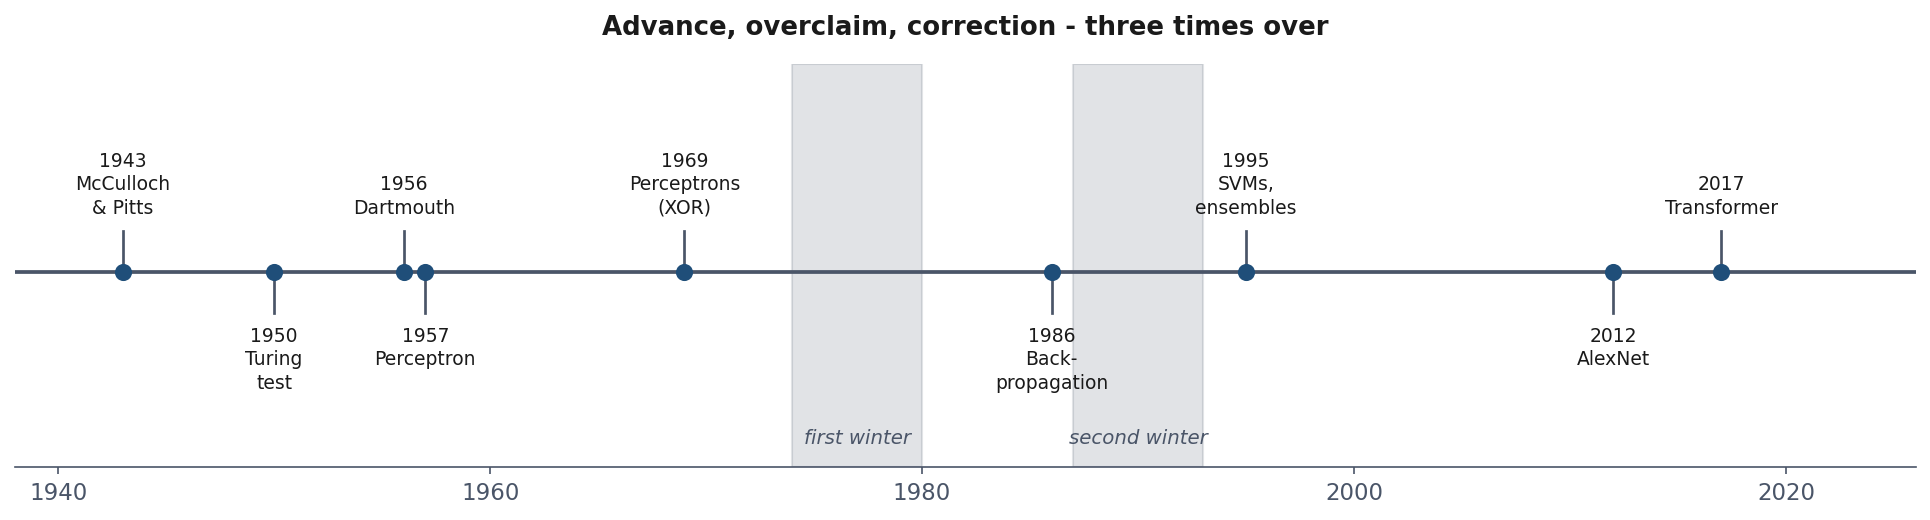 Advance, overclaim, correction - three times over
1943
McCulloch
& Pitts
1956
Dartmouth
1969
Perceptrons
(XOR)
1995
SVMs,
ensembles
2017
Transformer
1950
Turing
test
1957
Perceptron
1986
Back-
propagation
2012
AlexNet
first winter
second winter
1940
1960
1980
2000
2020